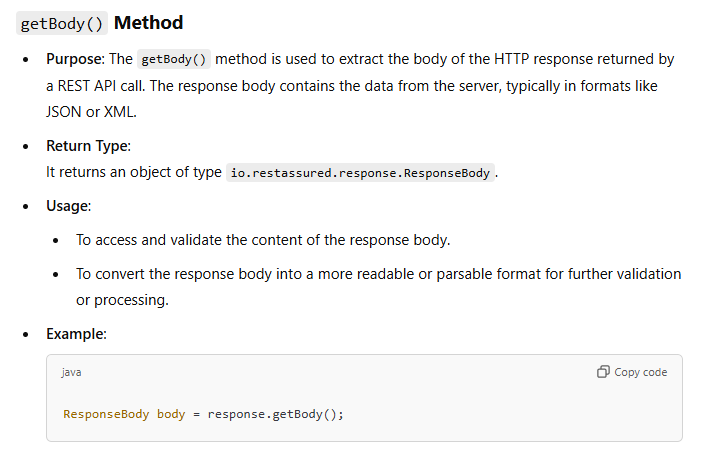 getBody() Method
Purpose: The getBody() method is used to extract the body of the HTTP response returned by
a REST API call. The response body contains the data from the server, typically in formats like
JSON or XML.
Return Type:
It returns an object of type io.restassured.response.ResponseBody.
Usage:
To access and validate the content of the response body.
To convert the response body into a more readable or parsable format for further validation
or processing.
Example:
java Copy code
ResponseBody body = response.getBody();